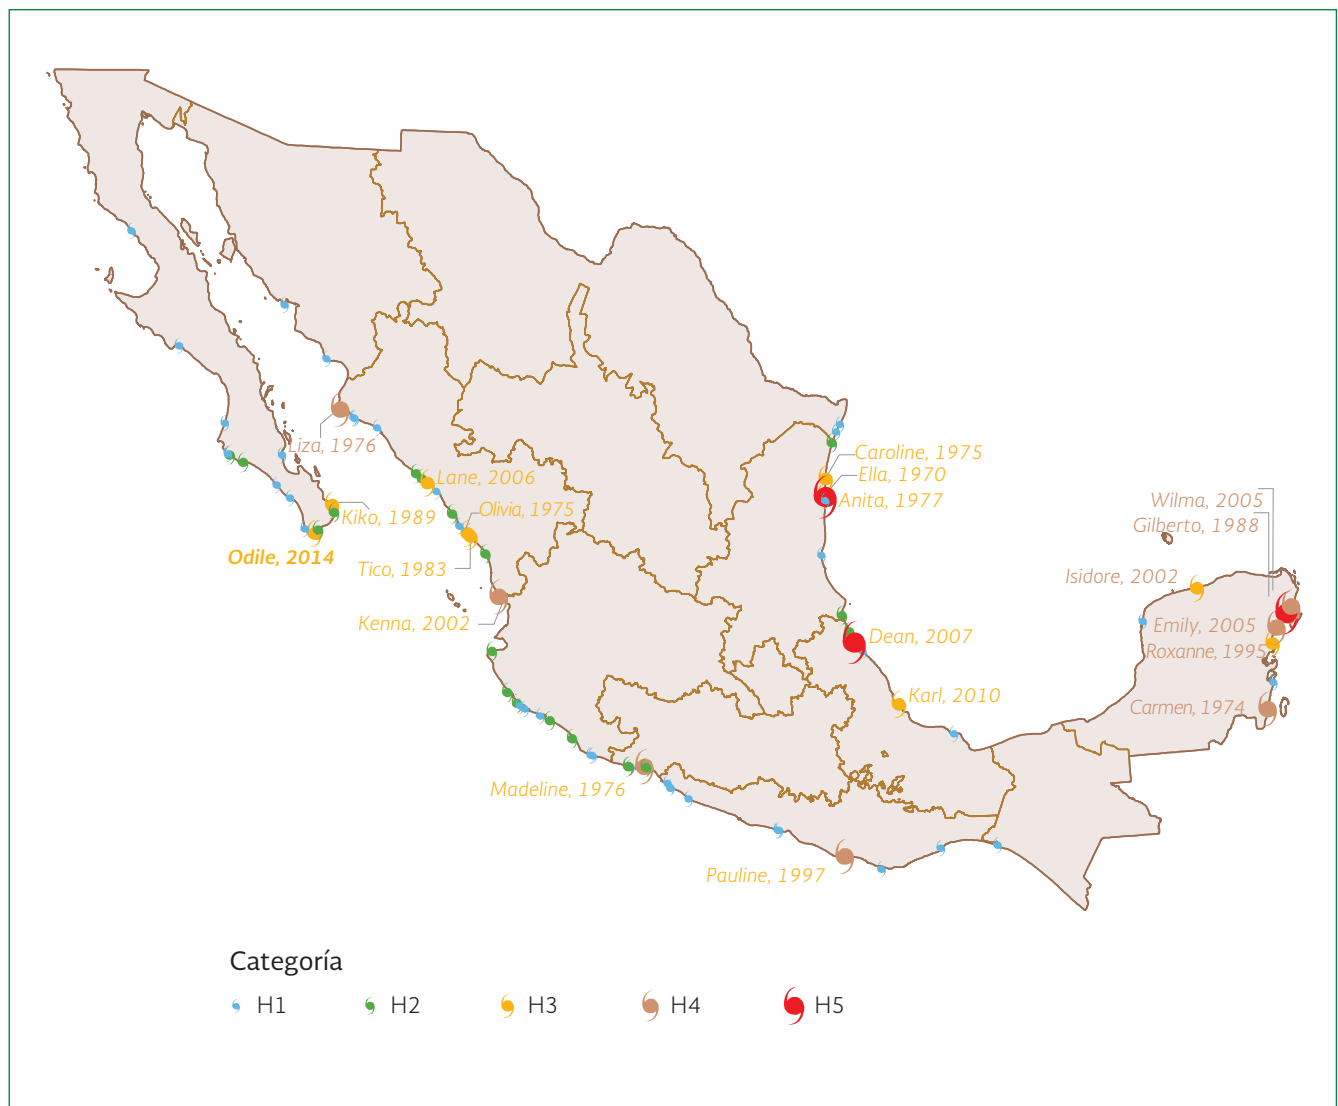 Caroline, 1975
Liza, 1976
Ella, 1970
Lane, 2006
Anita, 1977
Wilma, 2005
Olivia, 1975
Kiko, 1989
Gilberto, 1988
Odile, 2014
Tico, 1983
Isidore, 2002
Kenna, 2002
Emily, 2005
Dean, 2007
Roxanne, 1995
Karl, 2010
Carmen, 1974
Madeline, 1976
Pauline, 1997
Categoría
H1 H2 H3 H4 H5